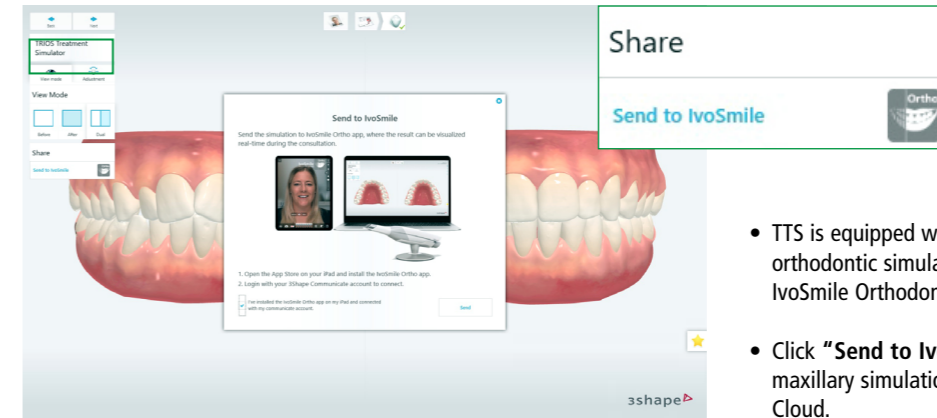 Back Next
TRIOS Treatment
Simulator
View mode Adjustment
View Mode
Before After Dual
Share
Send to IvoSmile
Send to IvoSmile
Send the simulation to IvoSmile Ortho app, where the result can be visualized
real-time during the consultation.
1. Open the App Store on your iPad and install the IvoSmile Ortho app.
2. Login with your 3Shape Communicate account to connect.
I've installed the IvoSmile Ortho app on my iPad and connected
with my communicate account.
Send
3shape
Share
Send to IvoSmile
Ortho
• TTS is equipped w
orthodontic simula
IvoSmile Orthodon
• Click "Send to Iv
maxillary simulatio
Cloud.